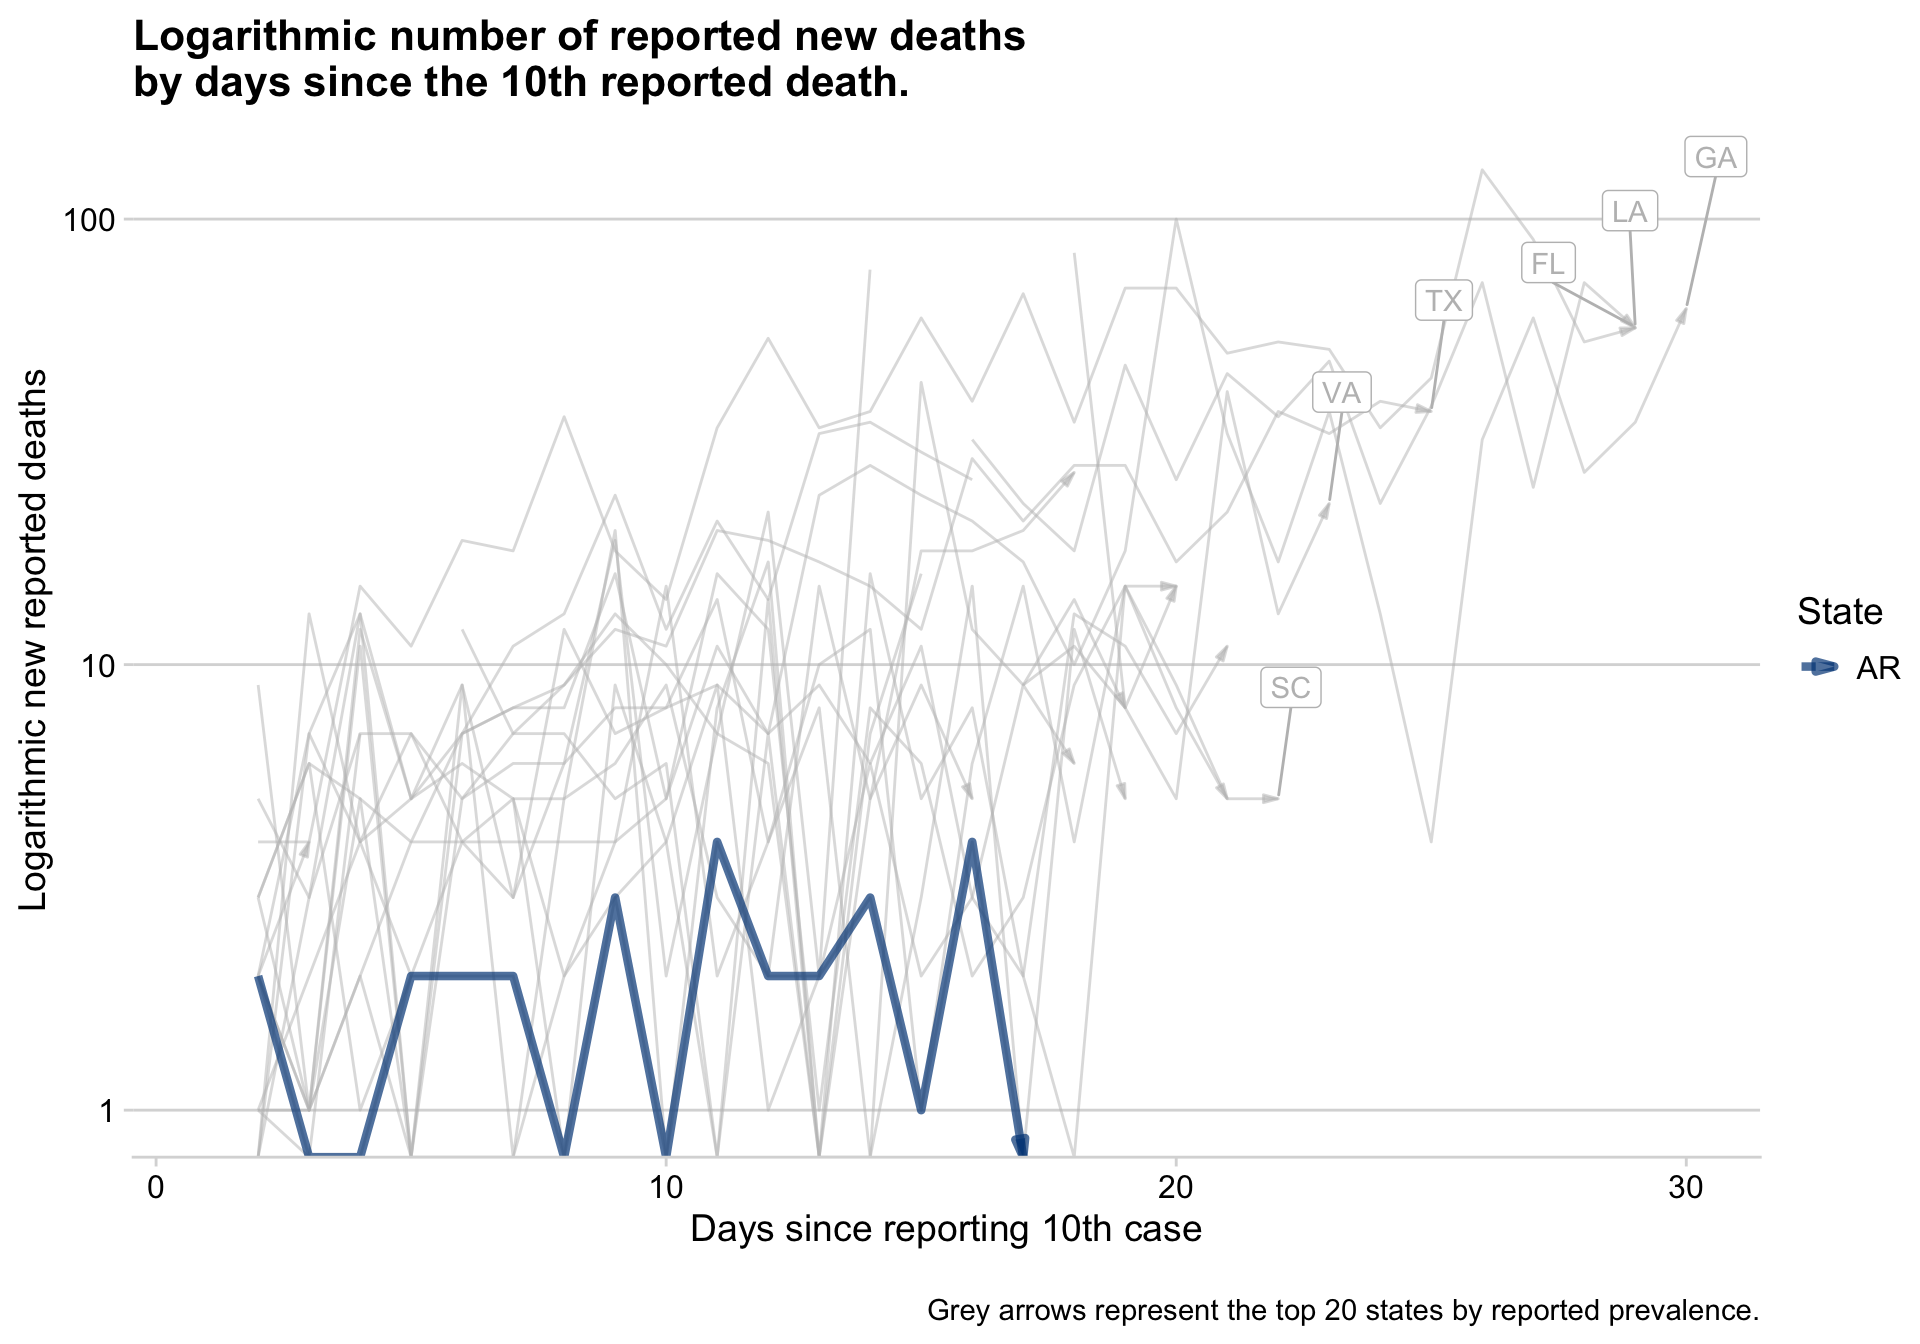 Logarithmic number of reported new deaths
by days since the 10th reported death.
GA
LA
FL
TX
VA
SC
100
10
1
Logarithmic new reported deaths
0
10
20
30
Days since reporting 10th case
State
AR
Grey arrows represent the top 20 states by reported prevalence.